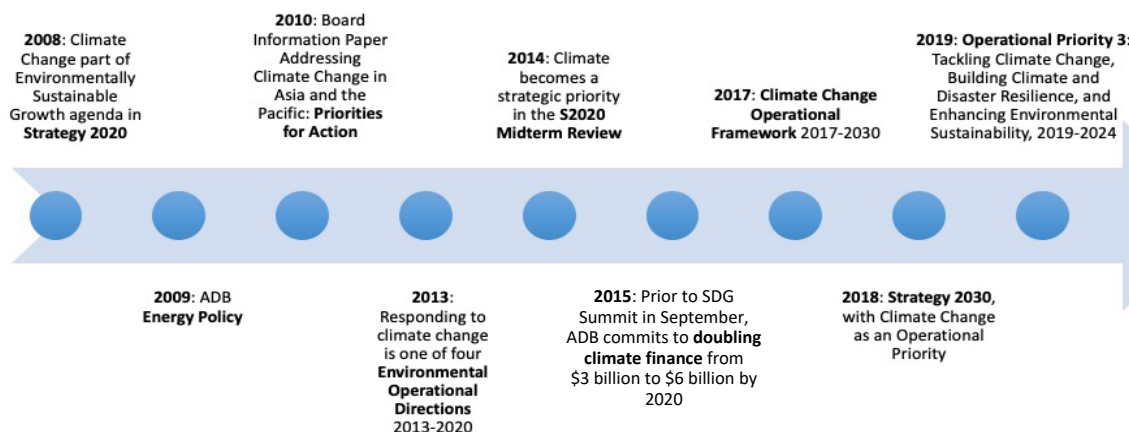 2008: Climate
Change part of
Environmentally
Sustainable
Growth agenda in
Strategy 2020
2009: ADB
Energy Policy
2010: Board
Information Paper
Addressing
Climate Change in
Asia and the
Pacific: Priorities
for Action
2013:
Responding to
climate change
is one of four
Environmental
Operational
Directions
2013-2020
2014: Climate
becomes a
strategic priority
in the S2020
Midterm Review
2015: Prior to SDG
Summit in September,
ADB commits to doubling
climate finance from
$3 billion to $6 billion by
2020
2017: Climate Change
Operational
Framework 2017-2030
2018: Strategy 2030,
with Climate Change
as an Operational
Priority
2019: Operational Priority 3:
Tackling Climate Change,
Building Climate and
Disaster Resilience, and
Enhancing Environmental
Sustainability, 2019-2024